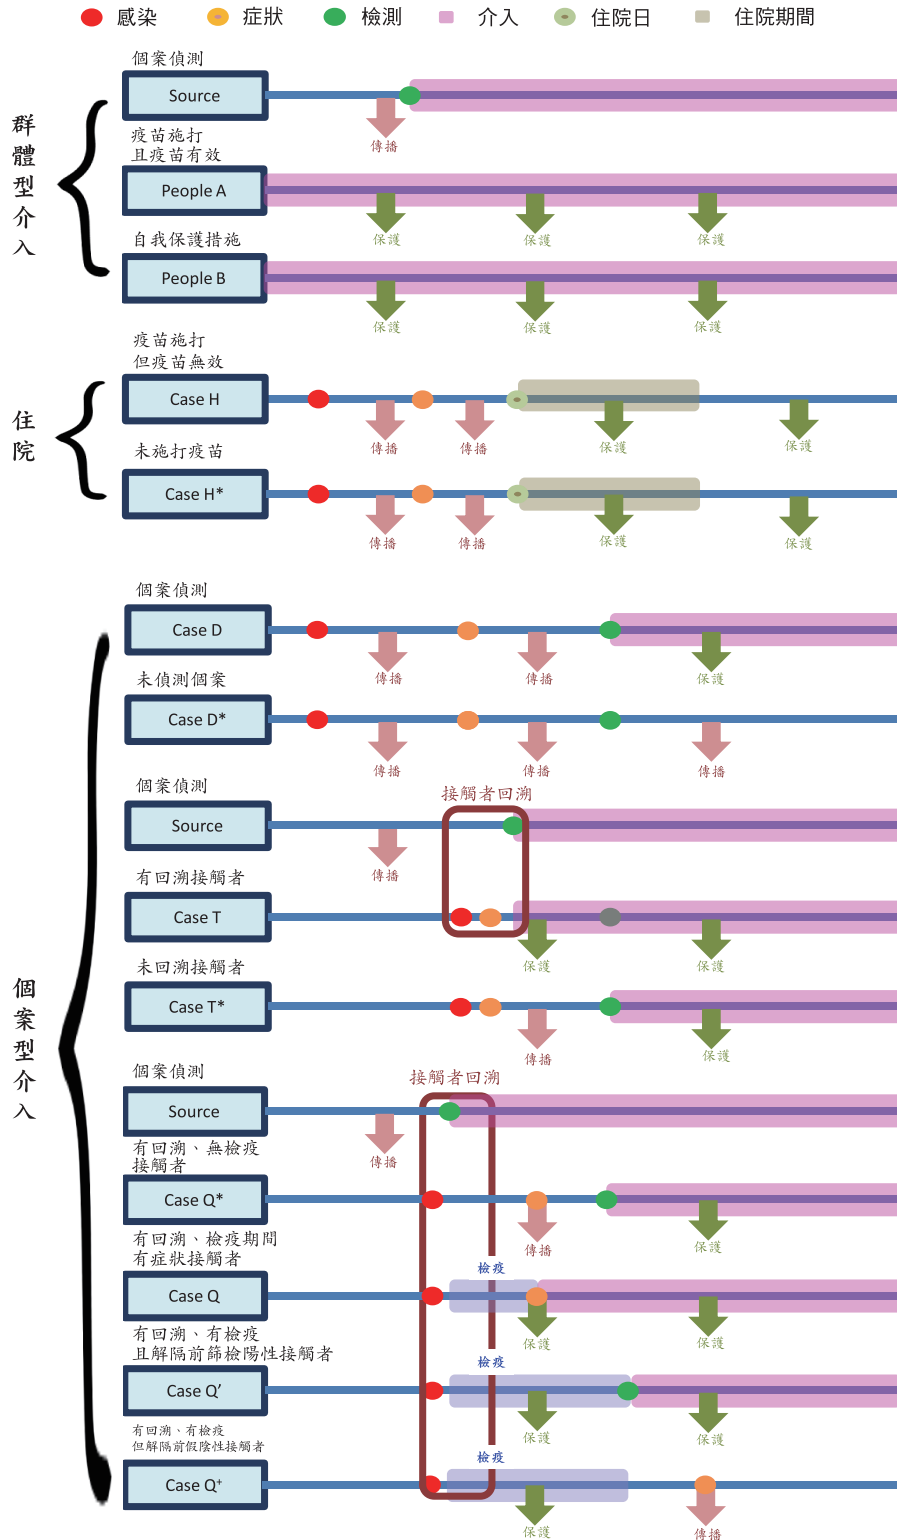 感染 症狀 檢測 介入 住院日 住院期間
群體型介入
個案偵測
Source
傳播
疫苗施打
且疫苗有效
People A
保護 保護 保護
自我保護措施
People B
保護 保護 保護
住院
疫苗施打
但疫苗無效
Case H
傳播 傳播 保護 保護
未施打疫苗
Case H*
傳播 傳播 保護 保護
個案型介入
個案偵測
Case D
傳播 傳播 保護
未偵測個案
Case D*
傳播 傳播 傳播
個案偵測
接觸者回溯
Source
傳播
有回溯接觸者
Case T
保護 保護
未回溯接觸者
Case T*
傳播 保護
個案偵測
接觸者回溯
Source
傳播
有回溯、無檢疫
接觸者
Case Q*
傳播 保護
有回溯、檢疫期間
有症狀接觸者
檢疫
Case Q
保護 保護
有回溯、有檢疫
且解隔前篩檢陽性接觸者
檢疫
Case Q’
保護 保護
有回溯、有檢疫
但解隔前假陰性接觸者
檢疫
Case Q⁺
保護 傳播